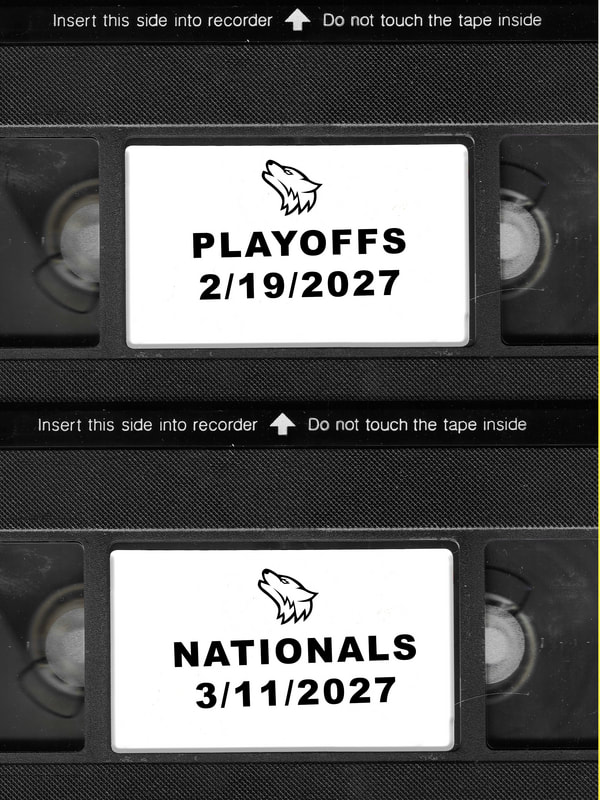 Insert this side into recorder Do not touch the tape inside
PLAYOFFS
2/19/2027
Insert this side into recorder Do not touch the tape inside
NATIONALS
3/11/2027